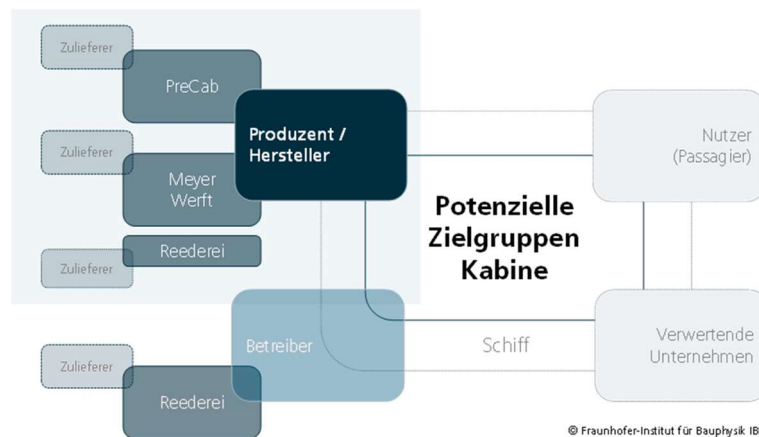 Zulieferer
PreCab
Produzent /
Hersteller
Nutzer
(Passagier)
Zulieferer
Meyer
Werft
Potenzielle
Zielgruppen
Kabine
Reederei
Zulieferer
Betreiber
Schiff
Verwertende
Unternehmen
Zulieferer
Reederei
© Fraunhofer-Institut für Bauphysik IB